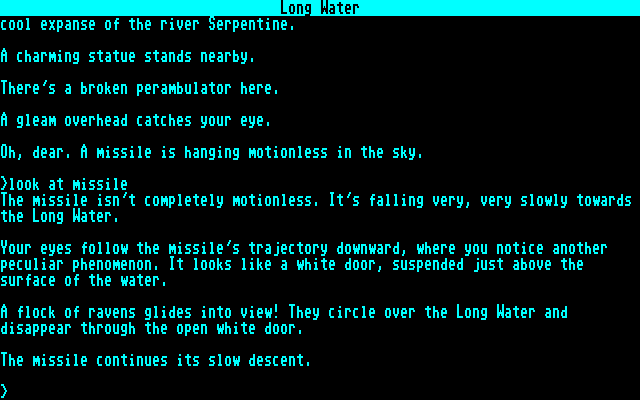 Long Water
cool expanse of the river Serpentine.
A charming statue stands nearby.
There's a broken perambulator here.
A gleam overhead catches your eye.
Oh, dear. A missile is hanging motionless in the sky.
>look at missile
The missile isn't completely motionless. It's falling very, very slowly towards
the Long Water.
Your eyes follow the missile's trajectory downward, where you notice another
peculiar phenomenon. It looks like a white door, suspended just above the
surface of the water.
A flock of ravens glides into view! They circle over the Long Water and
disappear through the open white door.
The missile continues its slow descent.
>